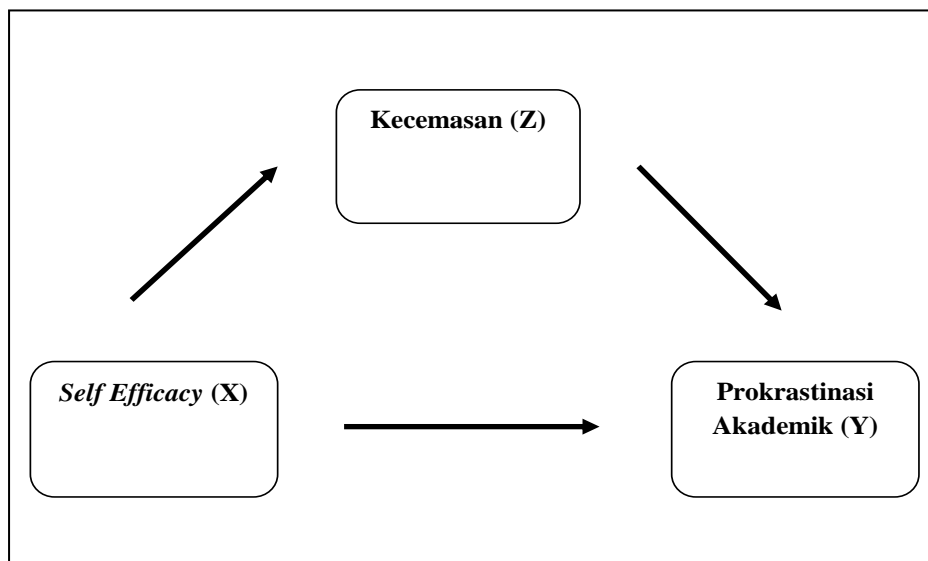 Kecemasan (Z)
Self Efficacy (X)
Prokrastinasi
Akademik (Y)